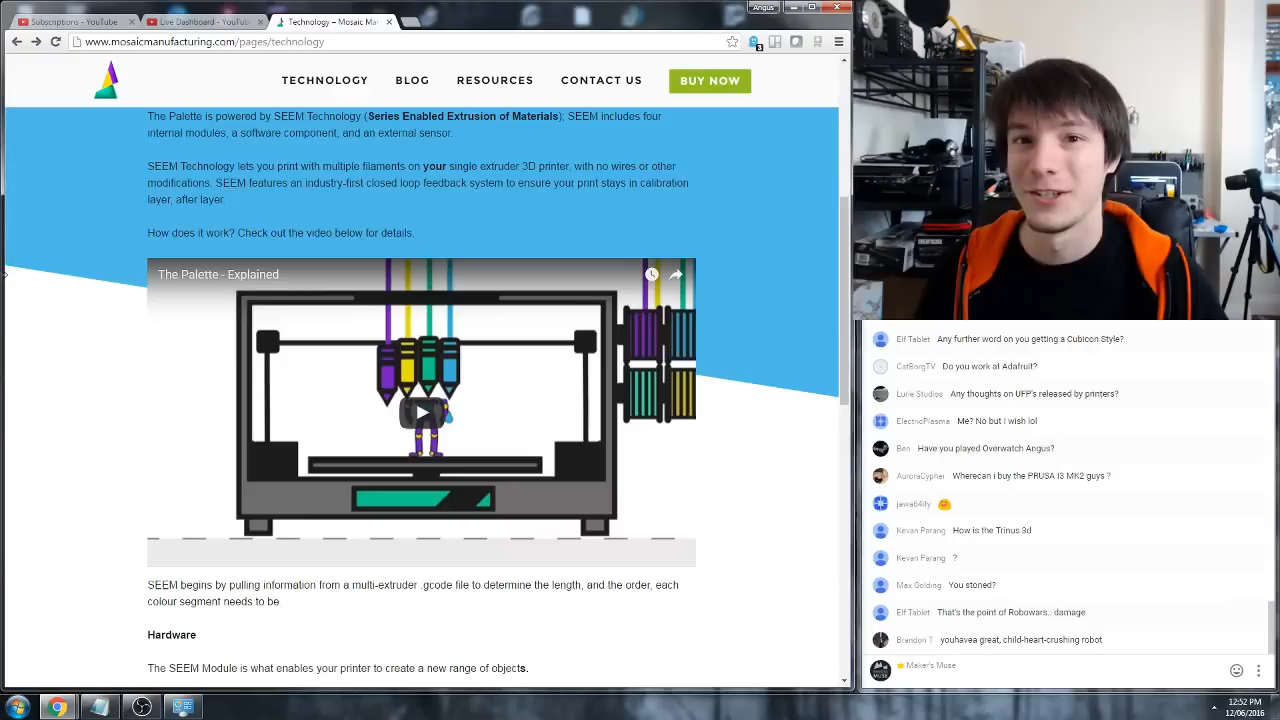 Angus
Subscriptions - YouTube
Live Dashboard - YouTube
Technology – Mosaic Ma
www.mosaicmanufacturing.com/pages/technology
3
TECHNOLOGY BLOG RESOURCES CONTACT US BUY NOW
The Palette is powered by SEEM Technology (Series Enabled Extrusion of Materials); SEEM includes four
internal modules, a software component, and an external sensor.
SEEM Technology lets you print with multiple filaments on your single extruder 3D printer, with no wires or other
SEEM features an industry-first closed loop feedback system to ensure your print stays in calibration
layer, after layer.
How does it work? Check out the video below for details.
The Palette - Explained
SEEM begins by pulling information from a multi-extruder .gcode file to determine the length, and the order, each
colour segment needs to be
Hardware
The SEEM Module is what enables your printer to create a new range of objects.
Elf Tablet Any further word on you getting a Cubicon Style?
CatBorgTV Do you work at Adafruit?
Lurie Studios Any thoughts on UFP's released by printers?
ElectricPlasma Me? No but I wish lol
Ben Have you played Overwatch Angus?
AuroraCypher Wherecan i buy the PRUSA I3 MK2 guys ?
jawa64ify
Kevan Parang How is the Trinus 3d
Kevan Parang ?
Max Golding You stoned?
Elf Tablet That's the point of Robowars.. damage
Brandon T youhavea great, child-heart-crushing robot
Maker's Muse
12:52 PM
12/06/2016